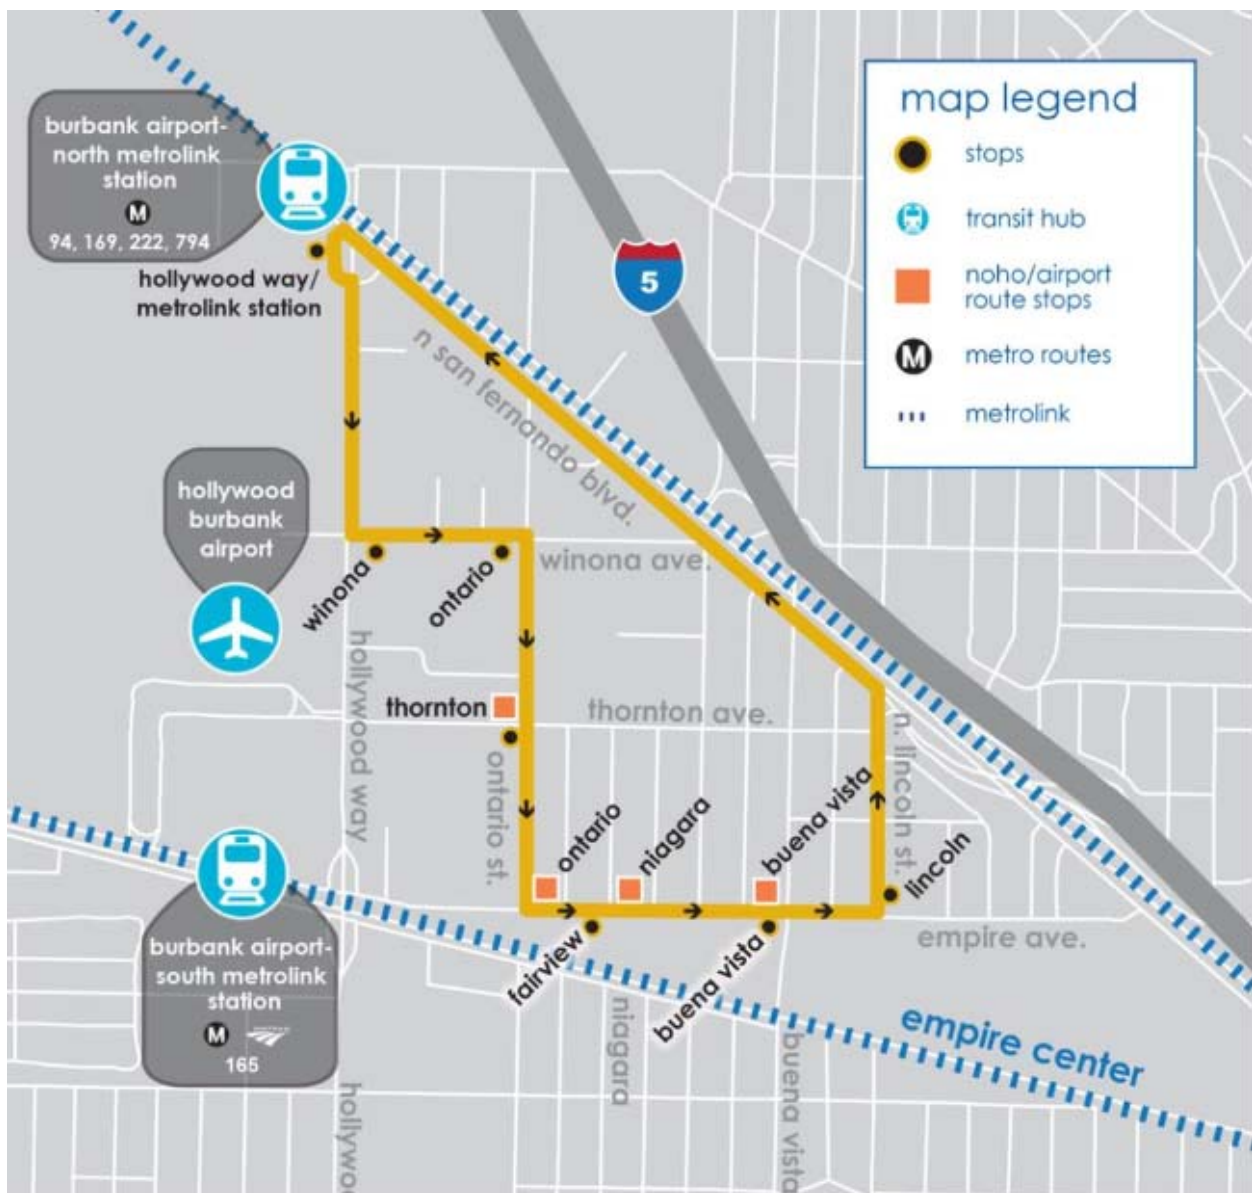 burbank airport-
north metrolink
station
M
94, 169, 222, 794
hollywood way/
metrolink station
map legend
stops
transit hub
noho/airport
route stops
M
metro routes
metrolink
5
n san fernando blvd.
hollywood
burbank
airport
winona
ontario
winona ave.
hollywood way
thornton
thornton ave.
ontario st.
ontario
niagara
buena vista
n. lincoln st.
lincoln
burbank airport-
south metrolink
station
M
165
fairview
buena vista
empire ave.
niagara
buena vista
empire center
hollywo